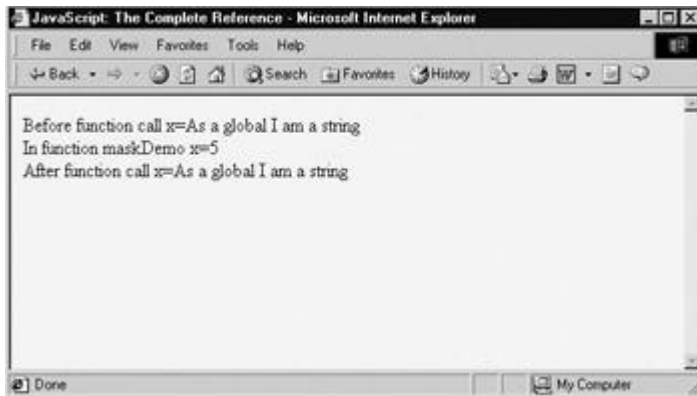 JavaScript: The Complete Reference - Microsoft Internet Explorer
File Edit View Favorites Tools Help
Back Search Favorites History W
Before function call x=As a global I am a string
In function maskDemo x=5
After function call x=As a global I am a string
Done My Computer